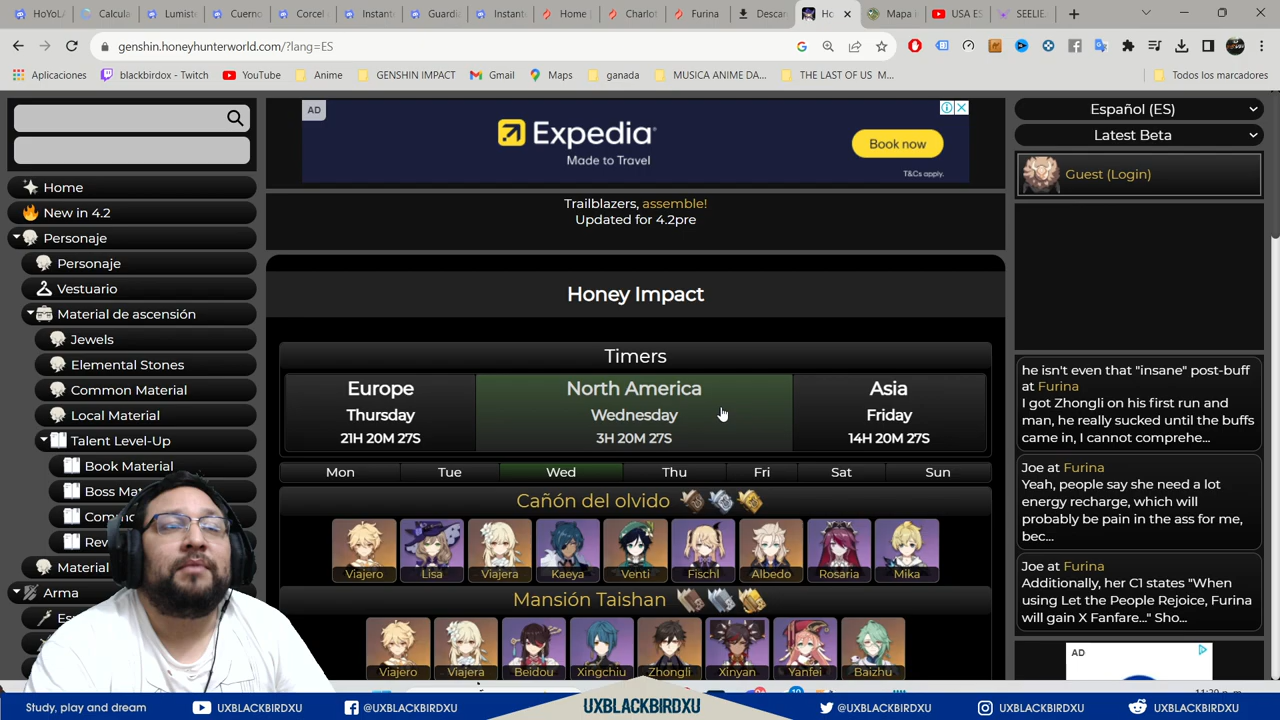 HoYoLA
Calcula
Lumiste
Cuerno
Corcel
Instante
Guardia
Instant
Home |
Charlot
Furina
Descar
Ho
Mapa i
USA ES
SEELIE.
genshin.honeyhunterworld.com/?lang=ES
Aplicaciones
blackbirdox - Twitch
YouTube
Anime
GENSHIN IMPACT
Gmail
Maps
ganada
MUSICA ANIME DA...
THE LAST OF US M...
Todos los marcadores
Home
New in 4.2
Personaje
Personaje
Vestuario
Material de ascensión
Jewels
Elemental Stones
Common Material
Local Material
Talent Level-Up
Book Material
Boss Mat
Commo
Rev
Material
Arma
AD
Expedia
Made to Travel
Book now
T&Cs apply.
Trailblazers, assemble!
Updated for 4.2pre
Honey Impact
Timers
Europe
Thursday
21H 20M 27S
North America
Wednesday
3H 20M 27S
Asia
Friday
14H 20M 27S
Mon Tue Wed Thu Fri Sat Sun
Cañón del olvido
Viajero Lisa Viajera Kaeya Venti Fischl Albedo Rosaria Mika
Mansión Taishan
Viajero Viajera Beidou Xingchiu Zhongli Xinyan Yanfei Baizhu
Español (ES)
Latest Beta
Guest (Login)
he isn't even that "insane" post-buff
at Furina
I got Zhongli on his first run and
man, he really sucked until the buffs
came in, I cannot comprehe...
Joe at Furina
Yeah, people say she need a lot
energy recharge, which will
probably be pain in the ass for me,
bec...
Joe at Furina
Additionally, her C1 states "When
using Let the People Rejoice, Furina
will gain X Fanfare..." Sho...
AD
Study, play and dream
UXBLACKBIRDXU
@UXBLACKBIRDXU
UXBLACKBIRDXU
@UXBLACKBIRDXU
UXBLACKBIRDXU
UXBLACKBIRDXU